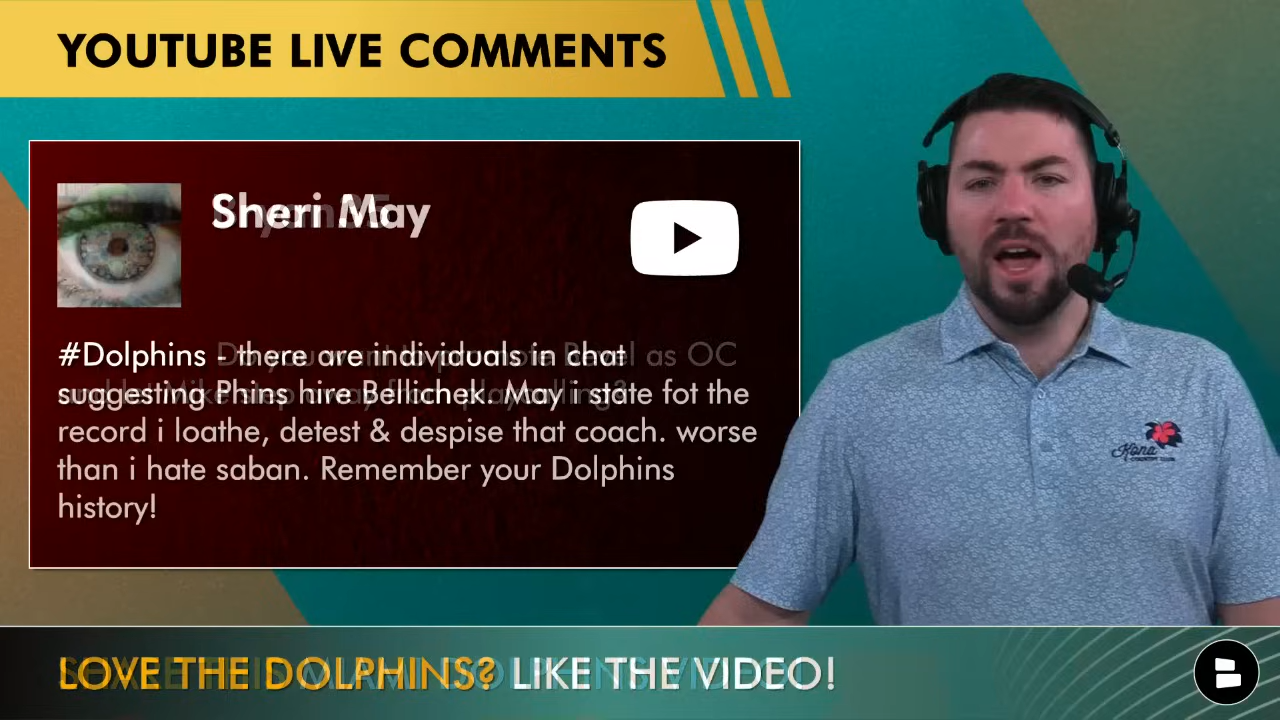 YOUTUBE LIVE COMMENTS
Sheri May
#Dolphins - there are individuals in cent
suggesting Phins hire Bellichek. May i state fot the
record i loathe, detest & despise that coach. worse
than i hate saban. Remember your Dolphins
history!
Kona
LOVE THE DOLPHINS? LIKE THE VIDEO!